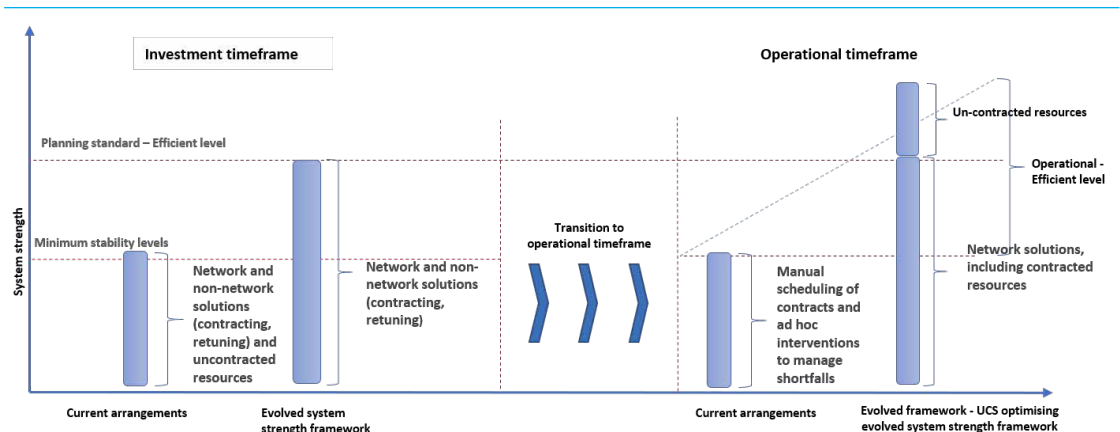 Investment timeframe
Operational timeframe
System strength
Planning standard – Efficient level
Minimum stability levels
Network and
non-network
solutions
(contracting,
retuning) and
uncontracted
resources
Network and non-
network solutions
(contracting,
retuning)
Transition to
operational timeframe
Manual
scheduling of
contracts and
ad hoc
interventions
to manage
shortfalls
Un-contracted resources
Operational -
Efficient level
Network solutions,
including contracted
resources
Current arrangements
Evolved system
strength framework
Current arrangements
Evolved framework - UCS optimising
evolved system strength framework